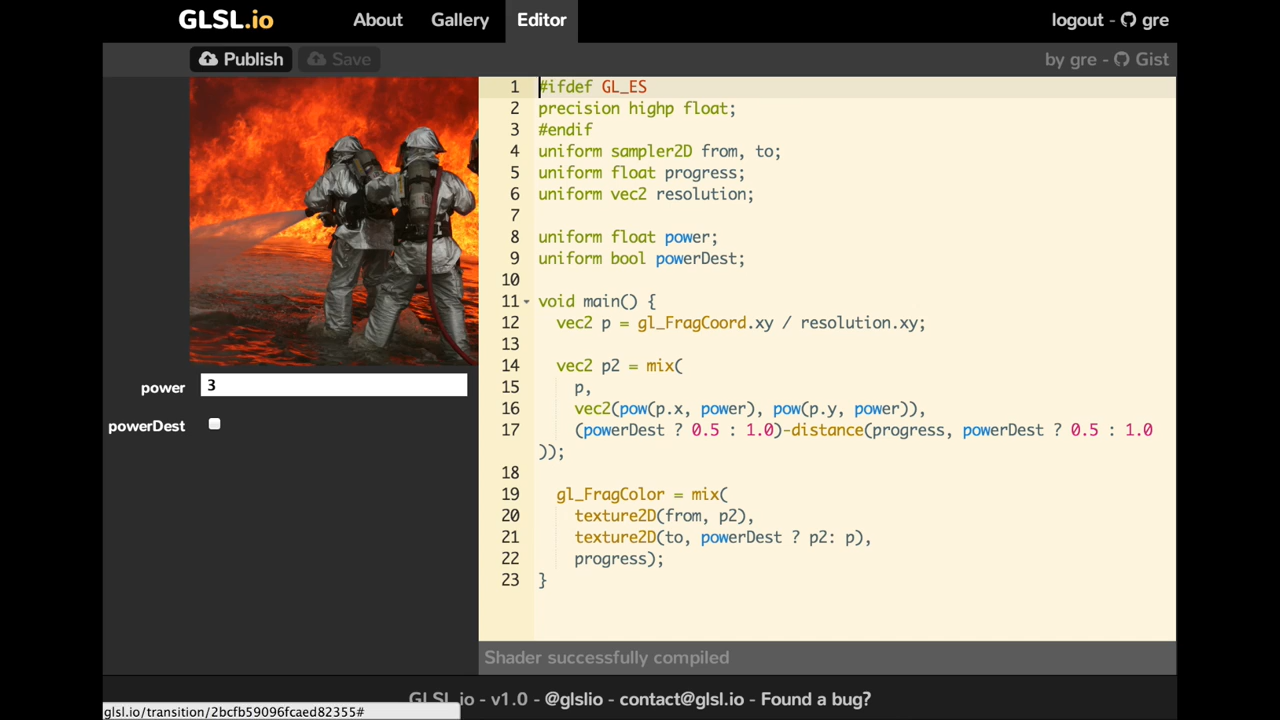 GLSL.io About Gallery Editor logout - gre
Publish Save by gre - Gist
1 #ifdef GL_ES
2 precision highp float;
3 #endif
4 uniform sampler2D from, to;
5 uniform float progress;
6 uniform vec2 resolution;
7
8 uniform float power;
9 uniform bool powerDest;
10
11 void main() {
12 vec2 p = gl_FragCoord.xy / resolution.xy;
13
14 vec2 p2 = mix(
15 p,
16 vec2(pow(p.x, power), pow(p.y, power)),
17 (powerDest ? 0.5 : 1.0)-distance(progress, powerDest ? 0.5 : 1.0
));
18
19 gl_FragColor = mix(
20 texture2D(from, p2),
21 texture2D(to, powerDest ? p2: p),
22 progress);
23 }
power 3
powerDest
Shader successfully compiled
GLSL.io - v1.0 - @glslio - contact@glsl.io - Found a bug?
glsl.io/transition/2bcfb59096fcaed82355#